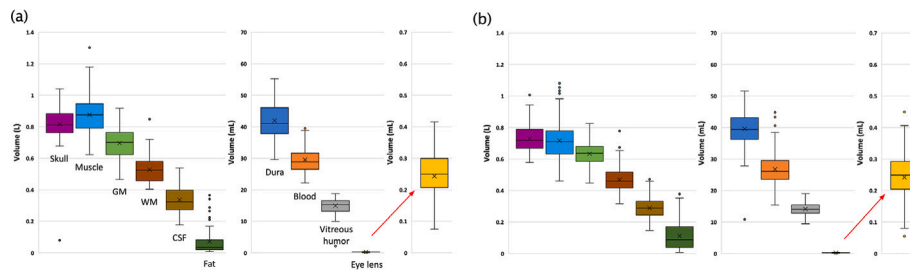 (a)
Volume (L)
1.4
1.2
1
0.8
0.6
0.4
0.2
0
Skull
Muscle
GM
WM
CSF
Fat
Volume (mL)
70
60
50
40
30
20
10
0
Dura
Blood
Vitreous
humor
Eye lens
Volume (mL)
0.7
0.6
0.5
0.4
0.3
0.2
0.1
0
(b)
Volume (L)
1.4
1.2
1
0.8
0.6
0.4
0.2
0
Volume (mL)
70
60
50
40
30
20
10
0
Volume (mL)
0.7
0.6
0.5
0.4
0.3
0.2
0.1
0